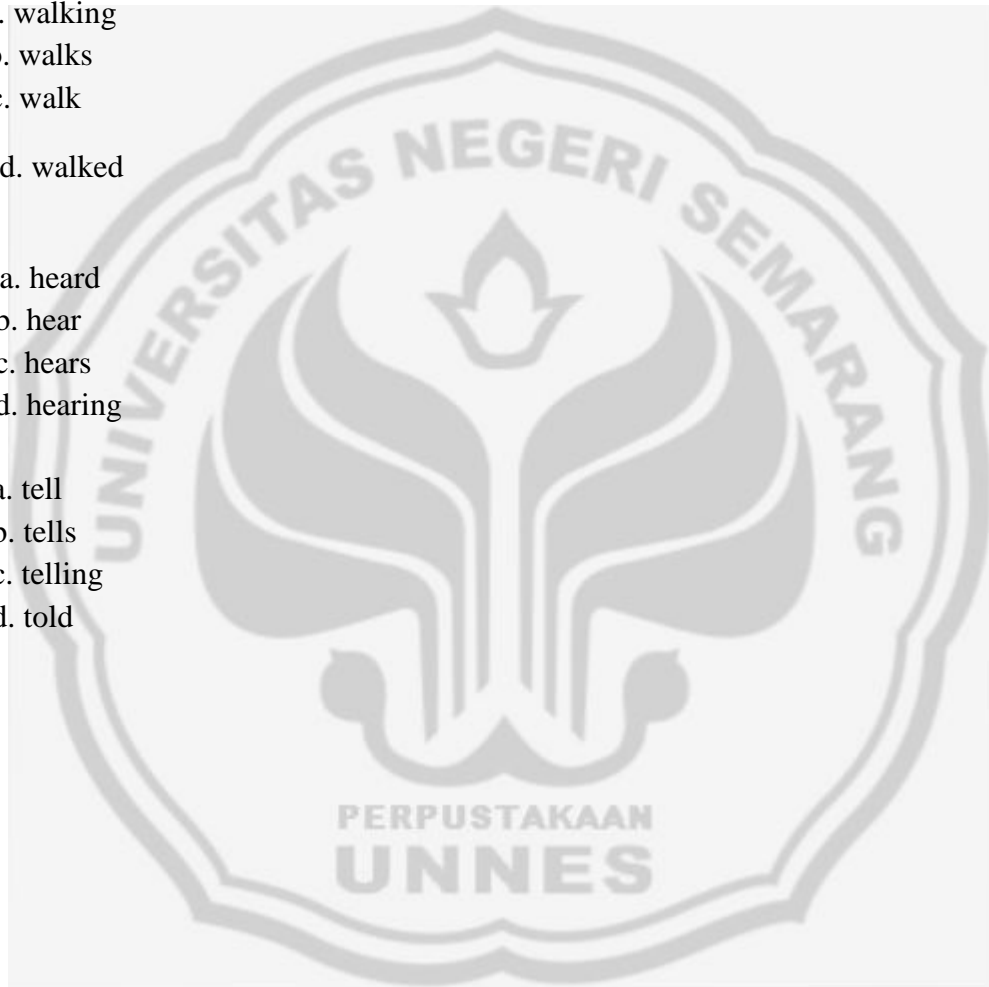 . walking
. walks
. walk
d. walked
a. heard
b. hear
c. hears
d. hearing
a. tell
. tells
c. telling
d. told
UNIVERSITAS NEGERI SEMARANG
PERPUSTAKAAN
UNNES